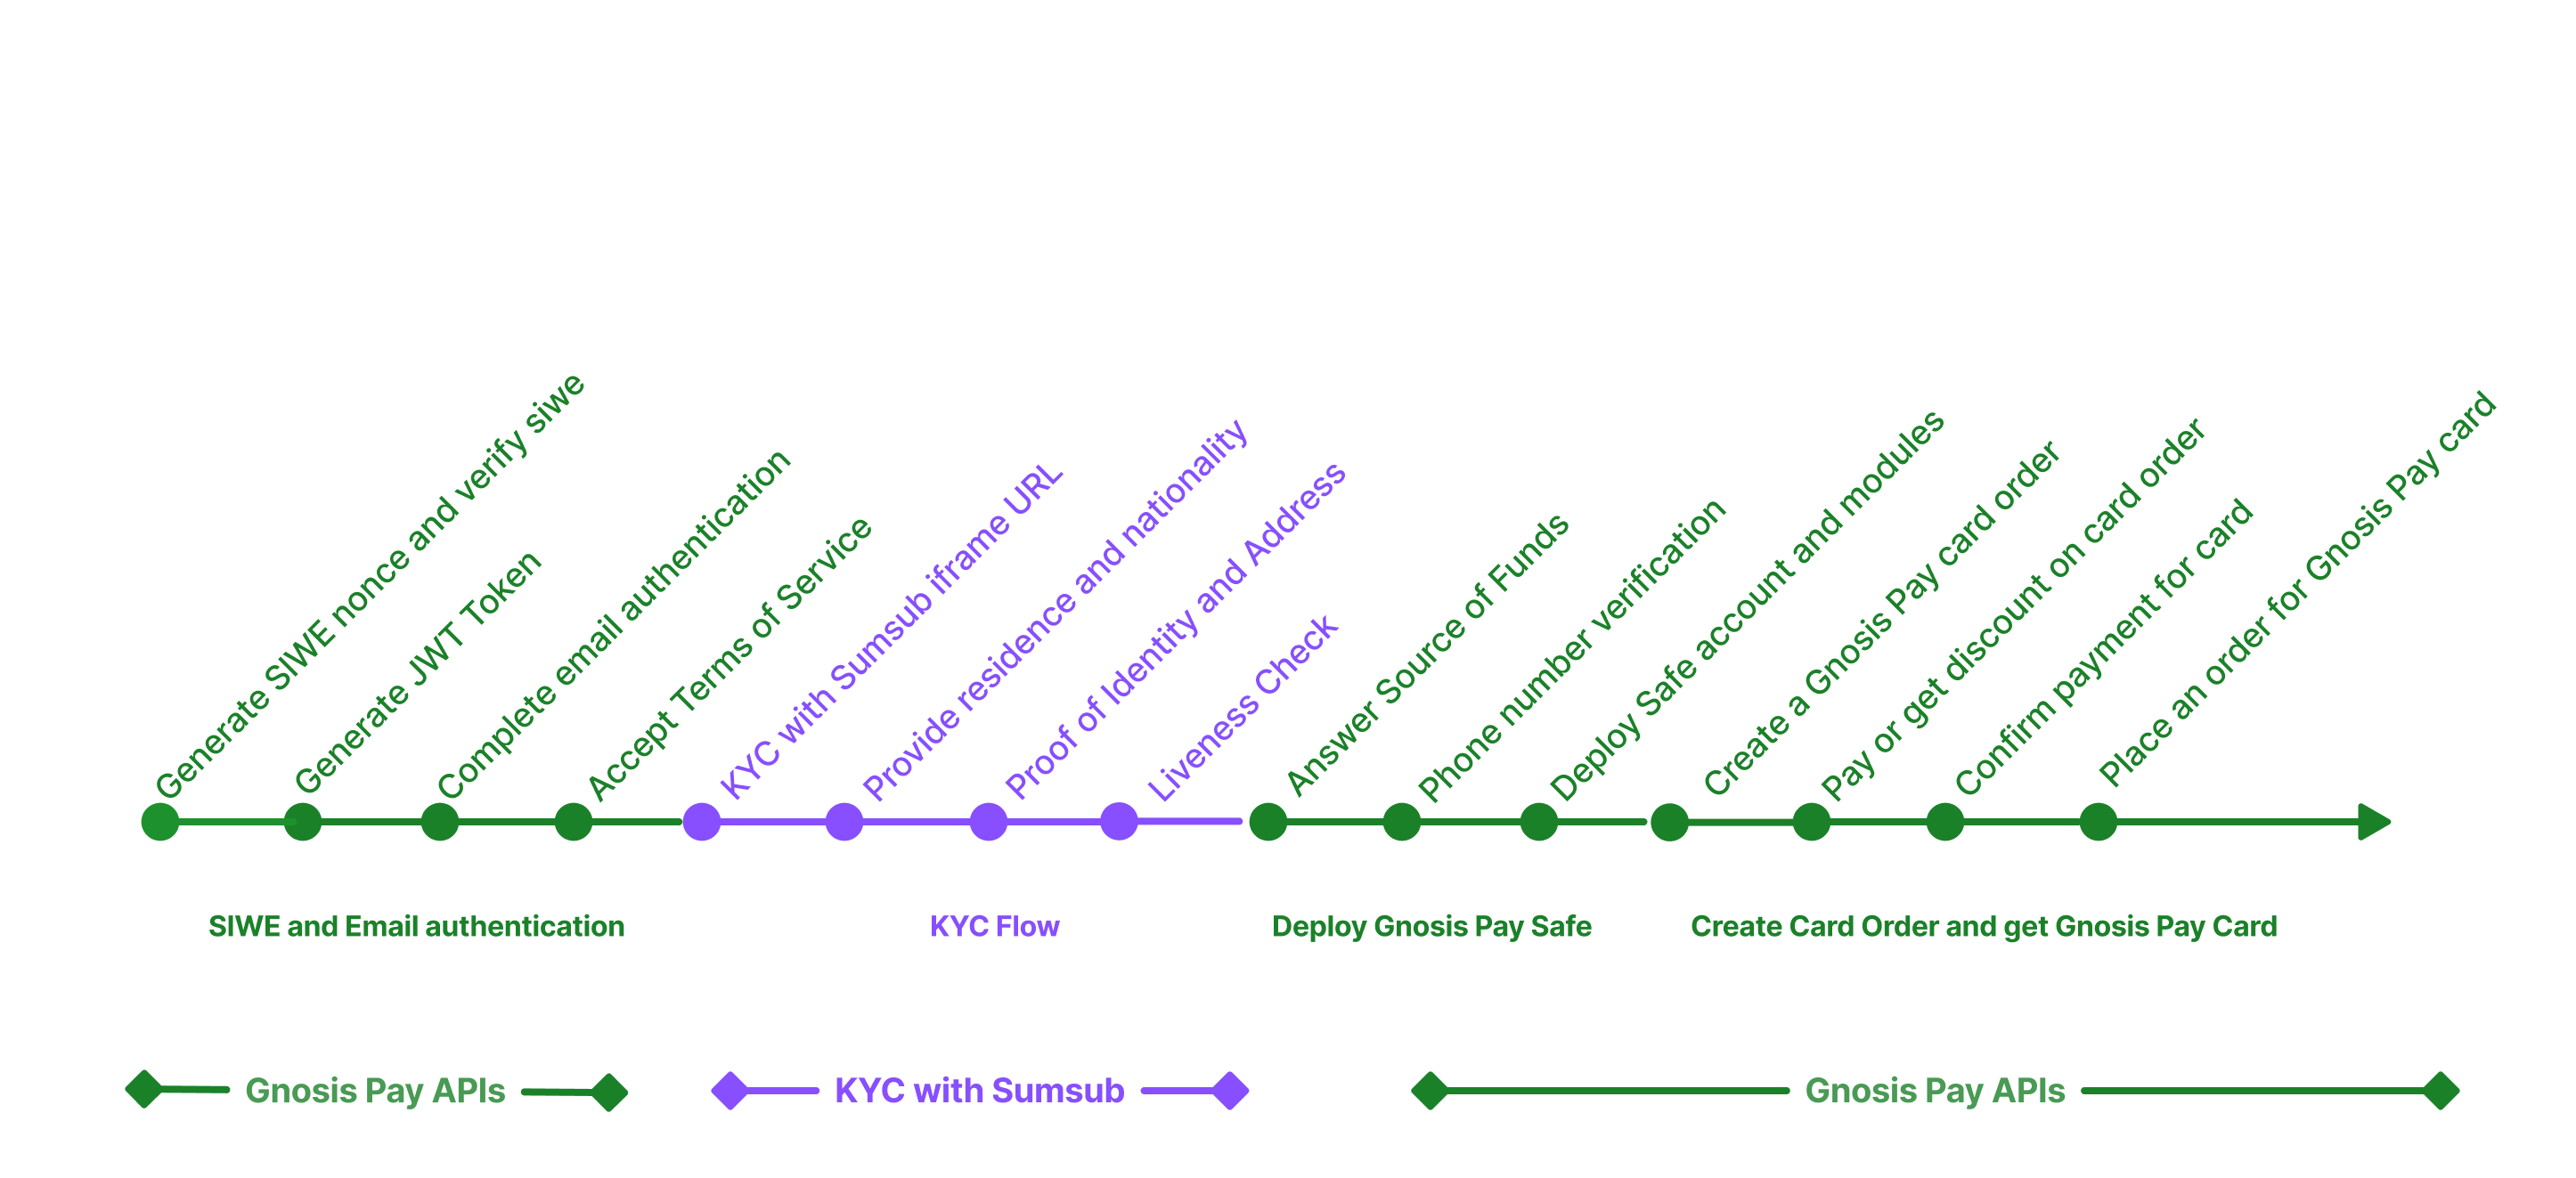 Generate SIWE nonce and verify siwe
Generate JWT Token
Complete email authentication
Accept Terms of Service
KYC with Sumsub iframe URL
Provide residence and nationality
Proof of Identity and Address
Liveness Check
Answer Source of Funds
Phone number verification
Deploy Safe account and modules
Create a Gnosis Pay card order
Pay or get discount on card order
Confirm payment for card
Place an order for Gnosis Pay card
SIWE and Email authentication
KYC Flow
Deploy Gnosis Pay Safe
Create Card Order and get Gnosis Pay Card
Gnosis Pay APIs
KYC with Sumsub
Gnosis Pay APIs